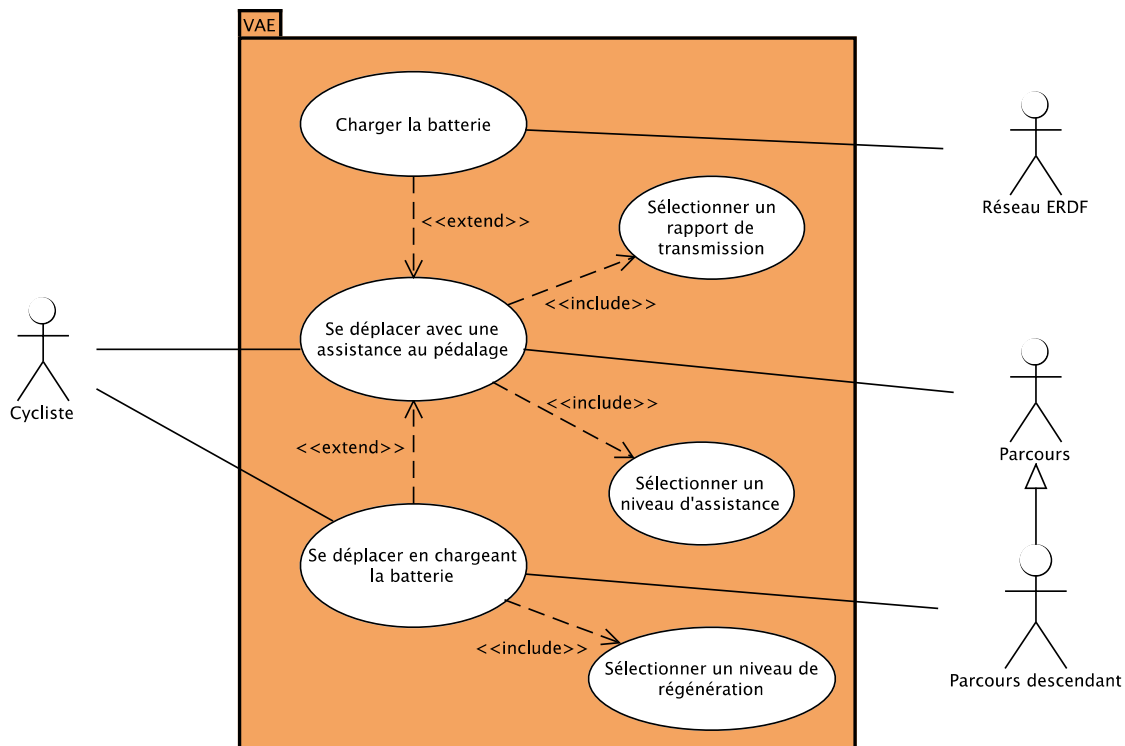 VAE
Charger la batterie
<<extend>>
Sélectionner un
rapport de
transmission
Réseau ERDF
<<include>>
Se déplacer avec une
assistance au pédalage
Cycliste
<<include>>
Parcours
<<extend>>
Sélectionner un
niveau d'assistance
Se déplacer en chargeant
la batterie
<<include>>
Sélectionner un niveau de
régénération
Parcours descendant